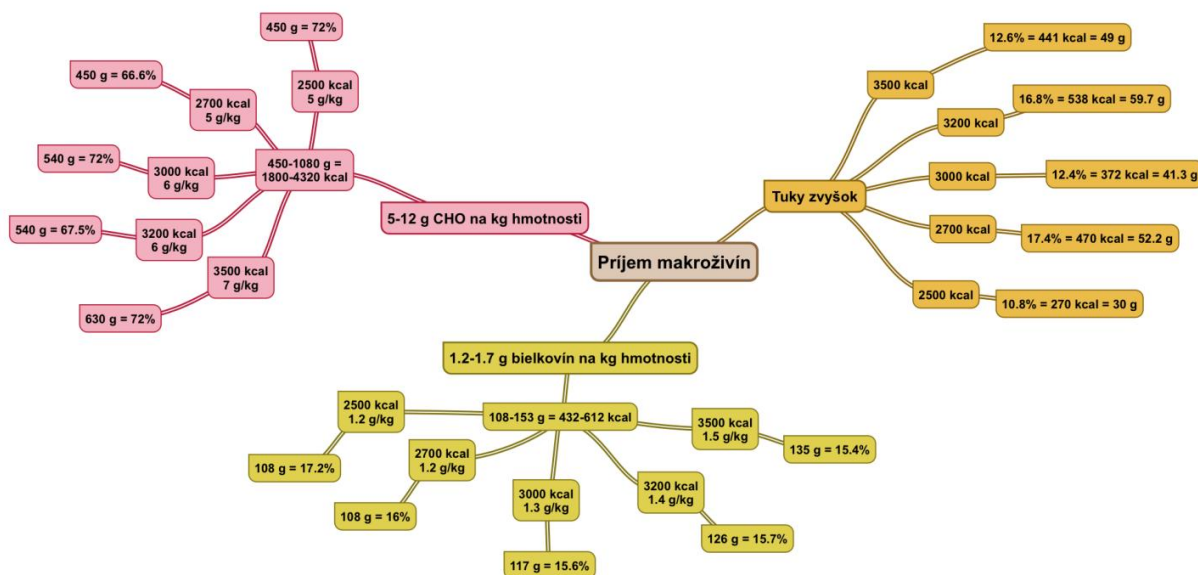 Príjem makroživín
5-12 g CHO na kg hmotnosti
450-1080 g =
1800-4320 kcal
2500 kcal
5 g/kg
450 g = 72%
2700 kcal
5 g/kg
450 g = 66.6%
3000 kcal
6 g/kg
540 g = 72%
3200 kcal
6 g/kg
540 g = 67.5%
3500 kcal
7 g/kg
630 g = 72%
Tuky zvyšok
3500 kcal
12.6% = 441 kcal = 49 g
3200 kcal
16.8% = 538 kcal = 59.7 g
3000 kcal
12.4% = 372 kcal = 41.3 g
2700 kcal
17.4% = 470 kcal = 52.2 g
2500 kcal
10.8% = 270 kcal = 30 g
1.2-1.7 g bielkovín na kg hmotnosti
108-153 g = 432-612 kcal
2500 kcal
1.2 g/kg
108 g = 17.2%
2700 kcal
1.2 g/kg
108 g = 16%
3000 kcal
1.3 g/kg
117 g = 15.6%
3200 kcal
1.4 g/kg
126 g = 15.7%
3500 kcal
1.5 g/kg
135 g = 15.4%